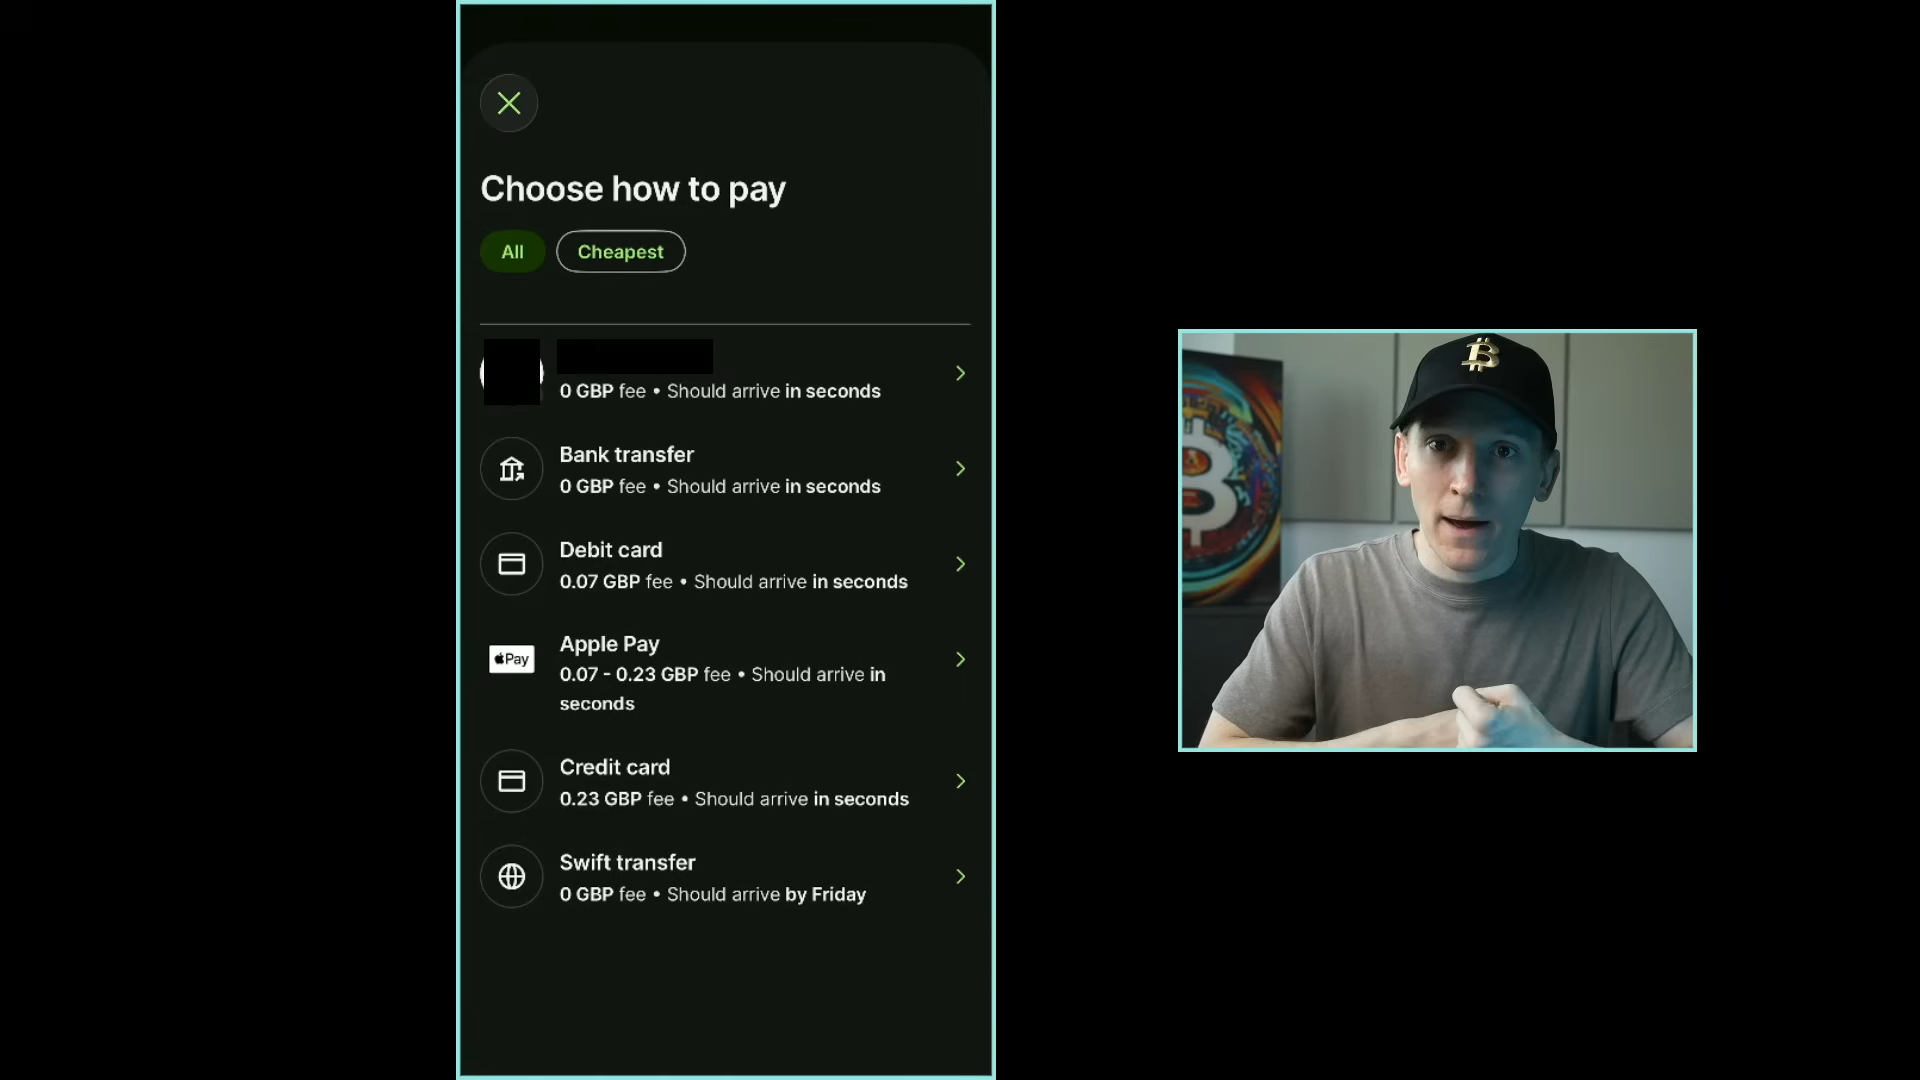 Choose how to pay
All
Cheapest
0 GBP fee • Should arrive in seconds
Bank transfer
0 GBP fee • Should arrive in seconds
Debit card
0.07 GBP fee • Should arrive in seconds
Pay
Apple Pay
0.07 - 0.23 GBP fee • Should arrive in
seconds
Credit card
0.23 GBP fee • Should arrive in seconds
Swift transfer
0 GBP fee • Should arrive by Friday